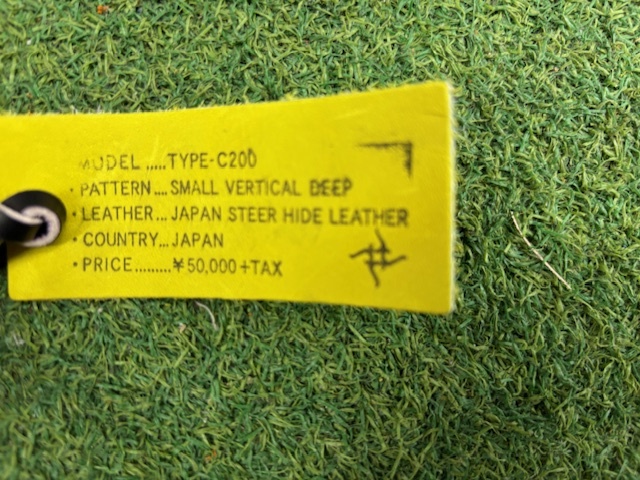 MODEL .....TYPE-C200
· PATTERN.... SMALL VERTICAL DEEP
· LEATHER... JAPAN STEER HIDE LEATHER
· COUNTRY... JAPAN
· PRICE.........¥50,000+TAX